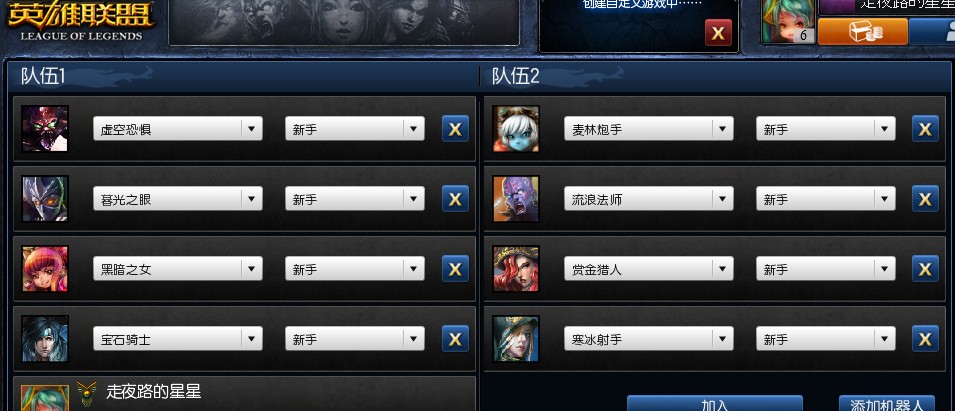 英雄联盟
LEAGUE OF LEGENDS
创建自定义游戏中……
X
走夜路的星星
6
队伍1
队伍2
虚空恐惧 新手 X
麦林炮手 新手 X
暮光之眼 新手 X
流浪法师 新手 X
黑暗之女 新手 X
赏金猎人 新手 X
宝石骑士 新手 X
寒冰射手 新手 X
走夜路的星星
加入
添加机器人